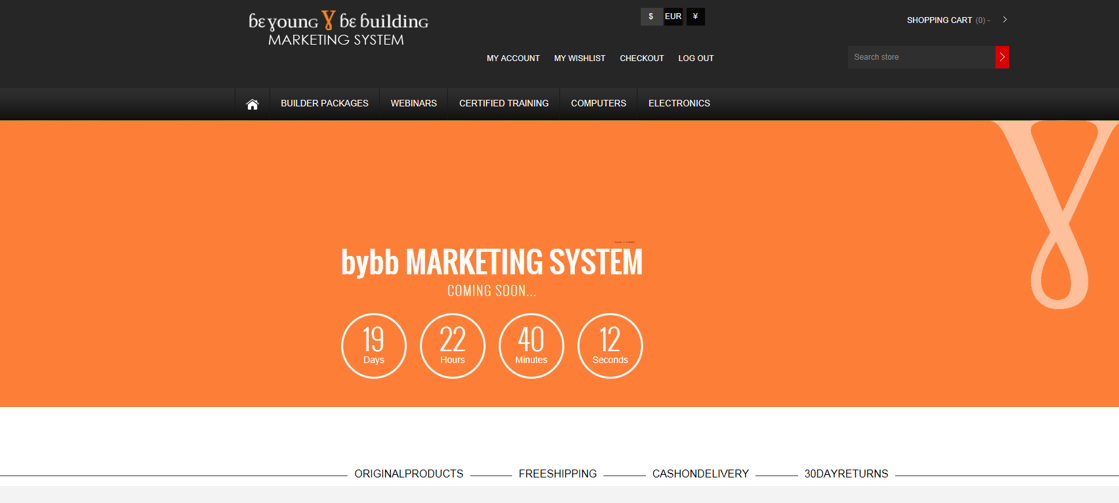 be young γ be building
MARKETING SYSTEM
$ EUR ¥
SHOPPING CART (0) -
MY ACCOUNT MY WISHLIST CHECKOUT LOG OUT
Search store
BUILDER PACKAGES WEBINARS CERTIFIED TRAINING COMPUTERS ELECTRONICS
bybb MARKETING SYSTEM
COMING SOON...
19 22 40 12
Days Hours Minutes Seconds
ORIGINALPRODUCTS FREESHIPPING CASHONDELIVERY 30DAYRETURNS